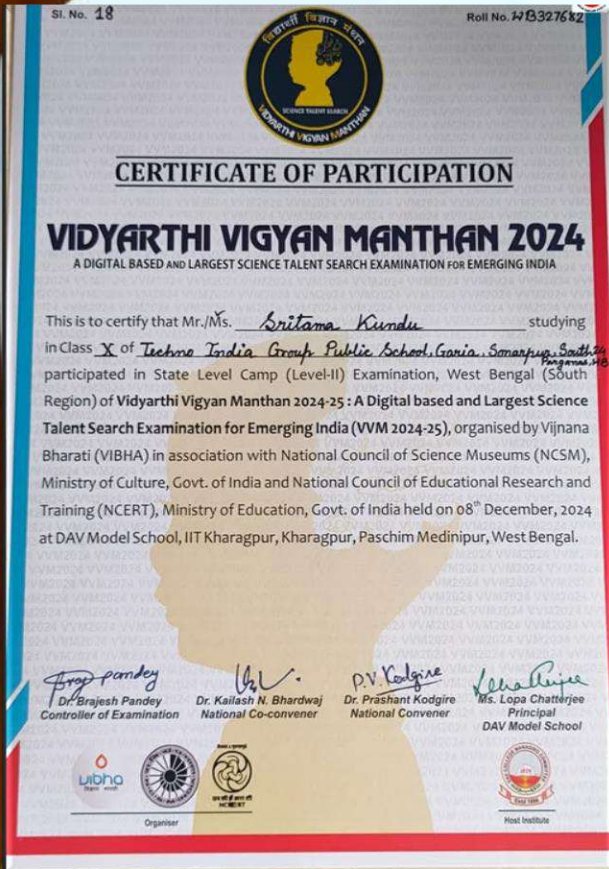 Sl. No. 18
Roll No. WB327682
विद्यार्थी विज्ञान मंथन
SCIENCE TALENT SEARCH
VIDYARTHI VIGYAN MANTHAN
CERTIFICATE OF PARTICIPATION
VIDYARTHI VIGYAN MANTHAN 2024
A DIGITAL BASED AND LARGEST SCIENCE TALENT SEARCH EXAMINATION FOR EMERGING INDIA
This is to certify that Mr./Ms. Sritama Kundu studying
in Class X of Techno India Group Public School, Garia, Sonarpur, South 24
Parganas, WB
participated in State Level Camp (Level-II) Examination, West Bengal (South
Region) of Vidyarthi Vigyan Manthan 2024-25 : A Digital based and Largest Science
Talent Search Examination for Emerging India (VVM 2024-25), organised by Vijnana
Bharati (VIBHA) in association with National Council of Science Museums (NCSM),
Ministry of Culture, Govt. of India and National Council of Educational Research and
Training (NCERT), Ministry of Education, Govt. of India held on 08th December, 2024
at DAV Model School, IIT Kharagpur, Kharagpur, Paschim Medinipur, West Bengal.
P.V. Kodgire
Dr. Brajesh Pandey
Controller of Examination
Dr. Kailash N. Bhardwaj
National Co-convener
Dr. Prashant Kodgire
National Convener
Ms. Lopa Chatterjee
Principal
DAV Model School
vibha
विज्ञान भारती
NCERT
Organiser
Host Institute